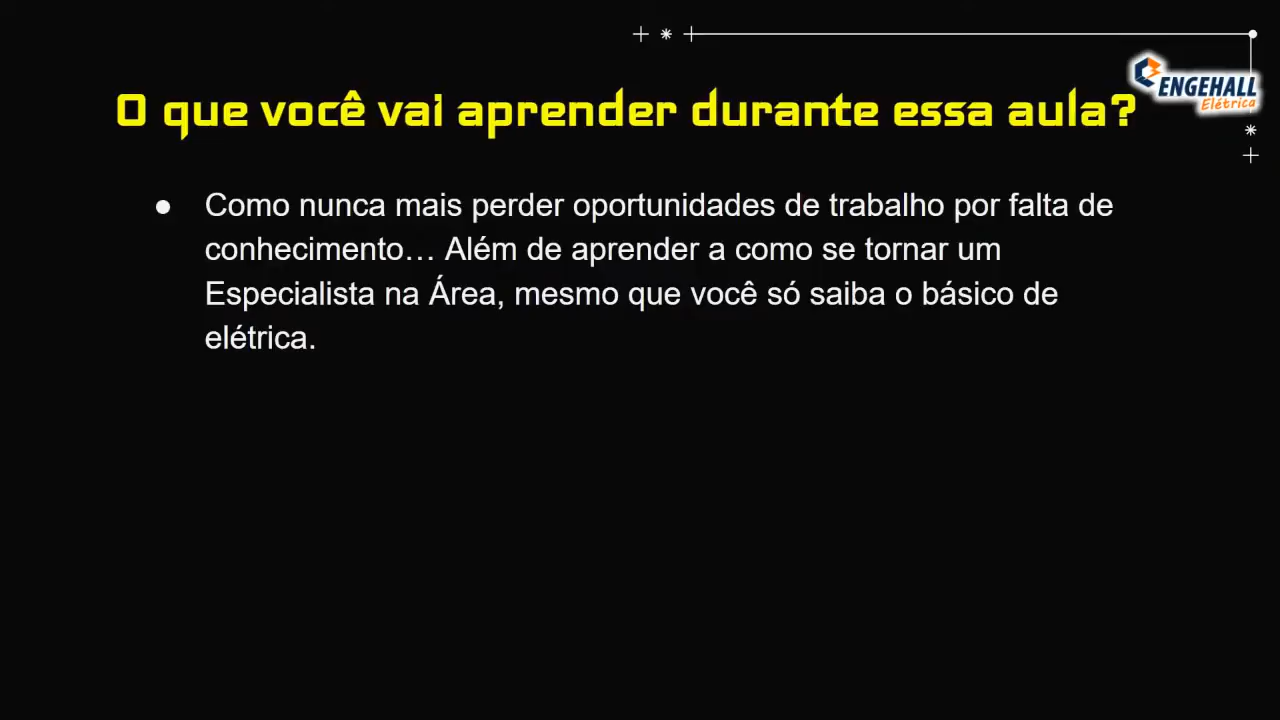 O que você vai aprender durante essa aula?
ENGEHALL
Elétrica
● Como nunca mais perder oportunidades de trabalho por falta de
conhecimento… Além de aprender a como se tornar um
Especialista na Área, mesmo que você só saiba o básico de
elétrica.